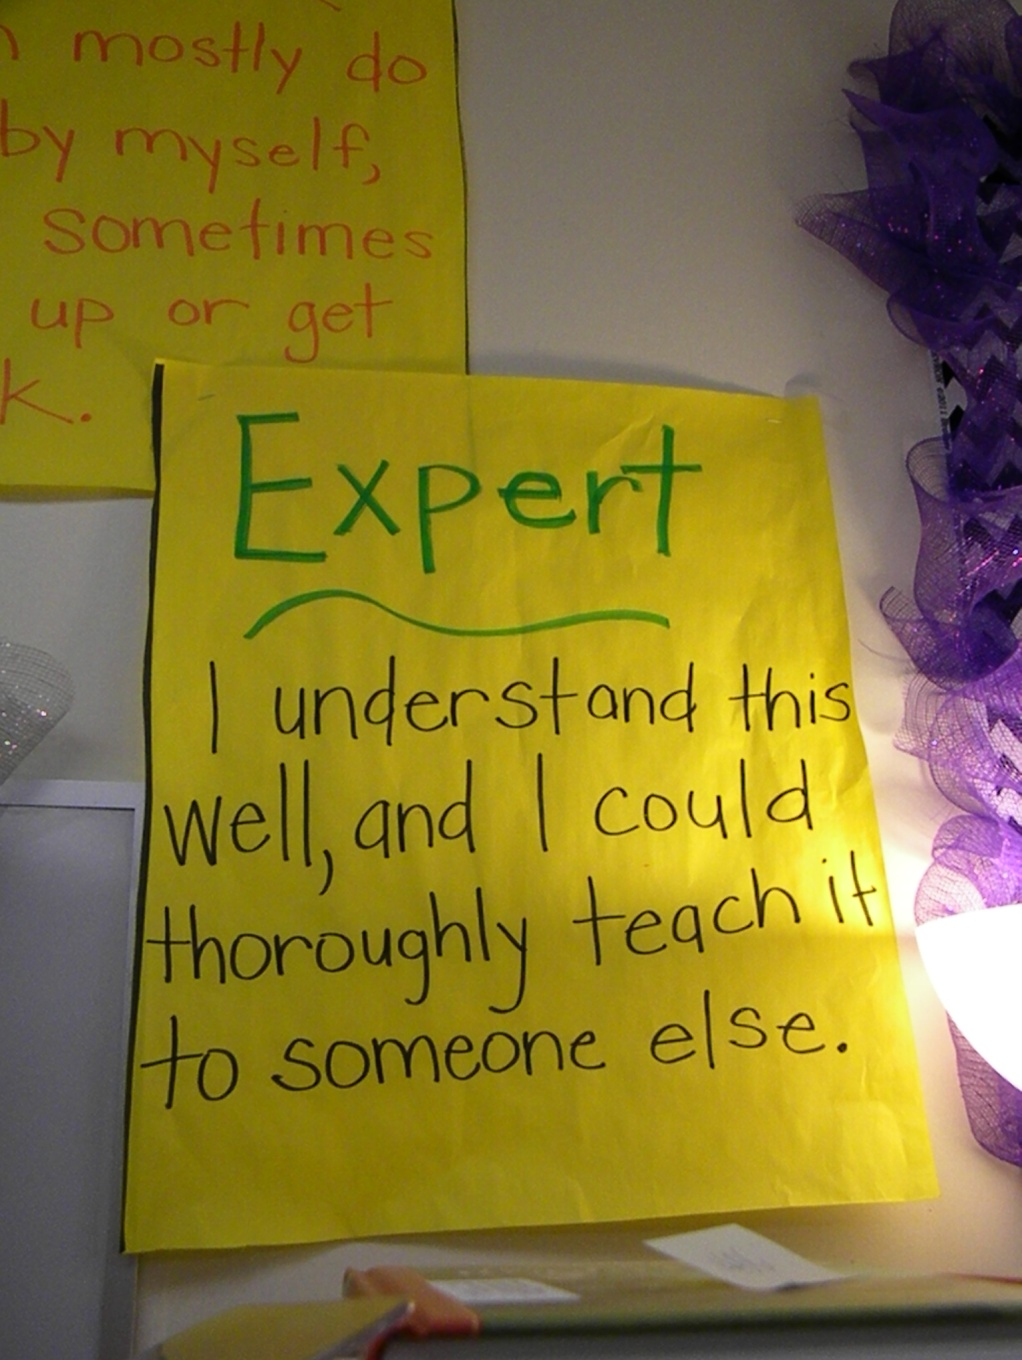 mostly do
by myself,
sometimes
up or get
k.
Expert
I understand this
well, and I could
thoroughly teach it
to someone else.